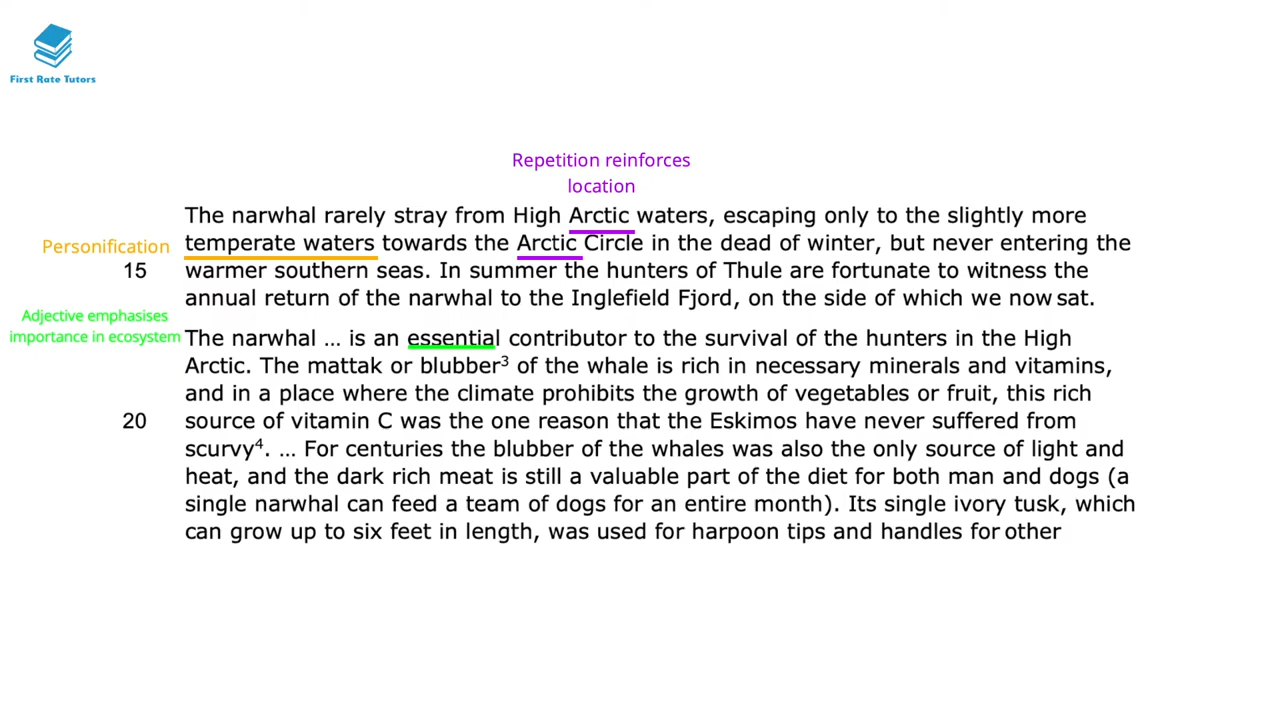 First Rate Tutors
Repetition reinforces
location
The narwhal rarely stray from High Arctic waters, escaping only to the slightly more
Personification
temperate waters towards the Arctic Circle in the dead of winter, but never entering the
15 warmer southern seas. In summer the hunters of Thule are fortunate to witness the
annual return of the narwhal to the Inglefield Fjord, on the side of which we now sat.
Adjective emphasises
importance in ecosystem
The narwhal ... is an essential contributor to the survival of the hunters in the High
Arctic. The mattak or blubber³ of the whale is rich in necessary minerals and vitamins,
and in a place where the climate prohibits the growth of vegetables or fruit, this rich
20 source of vitamin C was the one reason that the Eskimos have never suffered from
scurvy⁴. ... For centuries the blubber of the whales was also the only source of light and
heat, and the dark rich meat is still a valuable part of the diet for both man and dogs (a
single narwhal can feed a team of dogs for an entire month). Its single ivory tusk, which
can grow up to six feet in length, was used for harpoon tips and handles for other